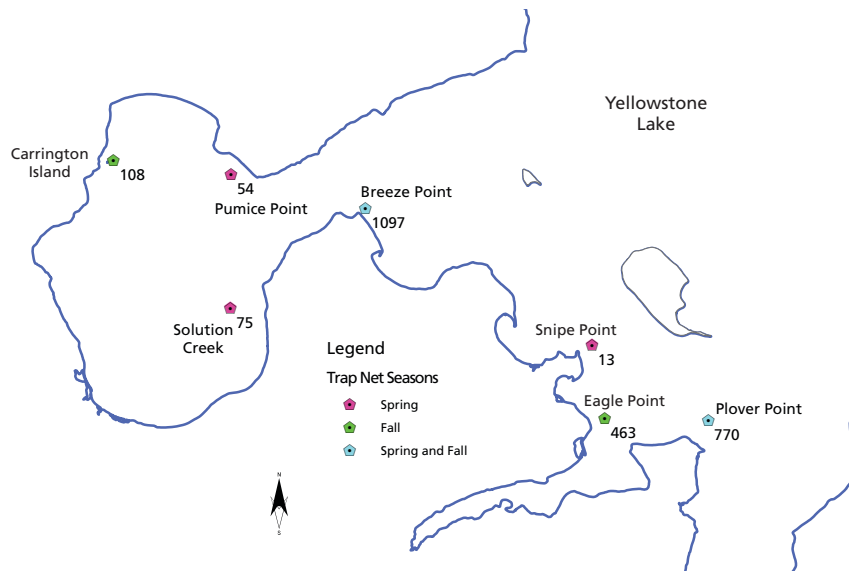 Yellowstone
Lake
Carrington
Island
108
54
Pumice Point
Breeze Point
1097
75
Solution
Creek
Snipe Point
13
Eagle Point
463
Plover Point
770
Legend
Trap Net Seasons
Spring
Fall
Spring and Fall
N
S